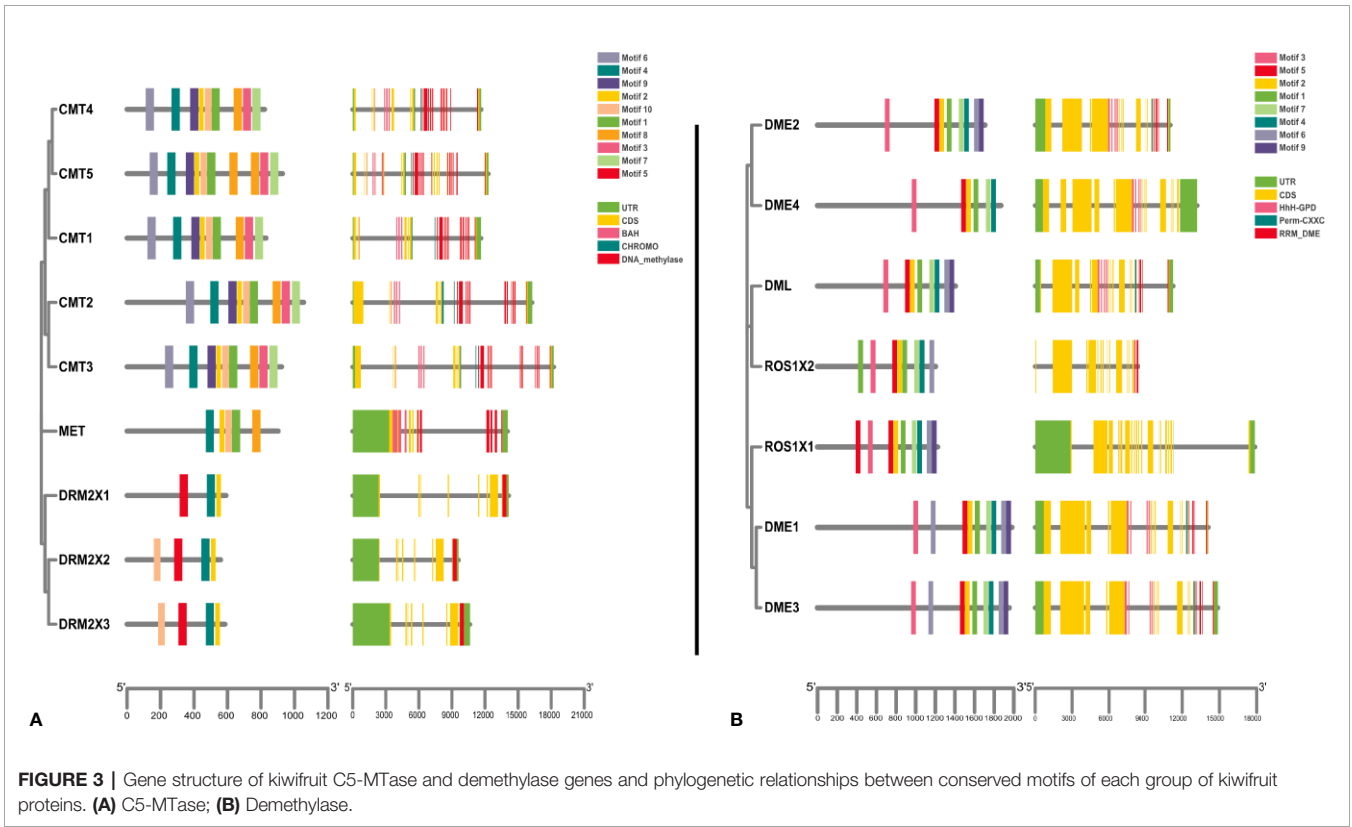 Motif 6
Motif 4
Motif 9
Motif 2
Motif 10
Motif 1
Motif 8
Motif 3
Motif 7
Motif 5
UTR
CDS
BAH
CHROMO
DNA_methylase
CMT4
CMT5
CMT1
CMT2
CMT3
MET
DRM2X1
DRM2X2
DRM2X3
5' 3' 5' 3'
0 200 400 600 800 1000 1200
0 3000 6000 9000 12000 15000 18000 21000
A
Motif 3
Motif 5
Motif 2
Motif 1
Motif 7
Motif 4
Motif 6
Motif 9
UTR
CDS
HhH-GPD
Perm-CXXC
RRM_DME
DME2
DME4
DML
ROS1X2
ROS1X1
DME1
DME3
5' 3' 5' 3'
0 200 400 600 800 1000 1200 1400 1600 1800 2000
0 3000 6000 9000 12000 15000 18000
B
FIGURE 3 | Gene structure of kiwifruit C5-MTase and demethylase genes and phylogenetic relationships between conserved motifs of each group of kiwifruit
proteins. (A) C5-MTase; (B) Demethylase.